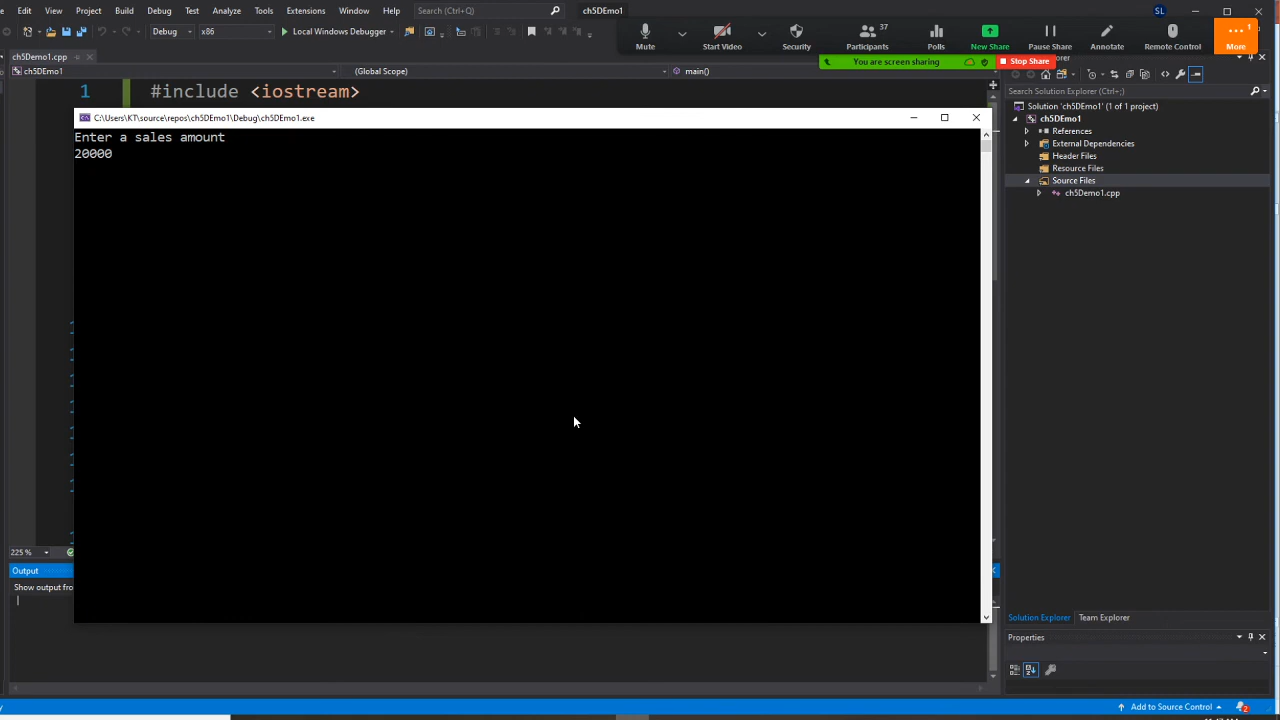 Edit View Project Build Debug Test Analyze Tools Extensions Window Help Search (Ctrl+Q) ch5DEmo1 SL
Debug x86 Local Windows Debugger
Mute Start Video Security Participants 37 Polls New Share Pause Share Annotate Remote Control More 1
You are screen sharing Stop Share
ch5Demo1.cpp
ch5DEmo1 (Global Scope) main()
1 #include <iostream>
Search Solution Explorer (Ctrl+;)
Solution 'ch5DEmo1' (1 of 1 project)
ch5DEmo1
References
External Dependencies
Header Files
Resource Files
Source Files
ch5Demo1.cpp
C:\Users\KT\source\repos\ch5DEmo1\Debug\ch5DEmo1.exe
Enter a sales amount
20000
225 %
Output
Show output fro
Solution Explorer Team Explorer
Properties
Add to Source Control 2